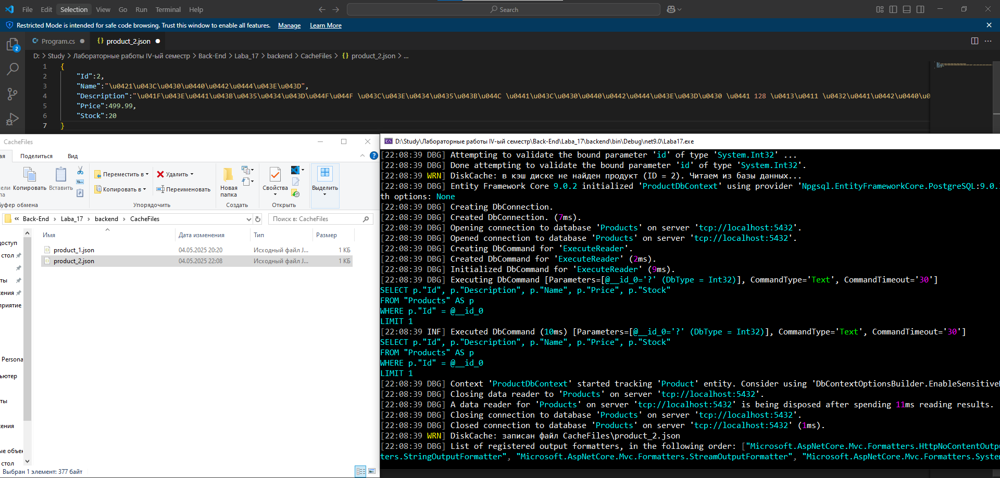 File Edit Selection View Go Run Terminal Help
Search
Restricted Mode is intended for safe code browsing. Trust this window to enable all features. Manage Learn More
Program.cs
product_2.json
2
D: > Study > Лабораторные работы IV-ый семестр > Back-End > Laba_17 > backend > CacheFiles > {} product_2.json > ...
1 {
2 "Id":2,
3 "Name":"\u0421\u043C\u0430\u0440\u0442\u0444\u043E\u043D",
4 "Description":"\u041F\u043E\u0441\u043B\u0435\u0434\u043D\u044F\u044F \u043C\u043E\u0434\u0435\u043B\u044C \u0441\u043C\u0430\u0440\u0442\u0444\u043E\u043D\u0430 \u0441 128 \u0413\u0411 \u0432\u0441\u0442\u0440\u0
5 "Price":499.99,
6 "Stock":20
7 }
CacheFiles
ая Поделиться Вид
Копировать
Вставить
Переместить в
Копировать в
Удалить
Переименовать
Новая
папка
Свойства
Выделить
уфер обмена
Упорядочить
Создать
Открыть
« Back-End > Laba_17 > backend > CacheFiles
Поиск в: CacheFiles
Имя Дата изменения Тип Размер
product_1.json 04.05.2025 20:20 Исходный файл J... 1 КБ
product_2.json 04.05.2025 22:08 Исходный файл J... 1 КБ
оступ
стол
ты
сения
приятие
Persona
ьютер
ты
сения
ые объек
стол
Выбран 1 элемент: 377 байт
D:\Study\Лабораторные работы IV-ый семестр\Back-End\Laba_17\backend\bin\Debug\net9.0\Laba17.exe
[22:08:39 DBG] Attempting to validate the bound parameter 'id' of type 'System.Int32' ...
[22:08:39 DBG] Done attempting to validate the bound parameter 'id' of type 'System.Int32'.
[22:08:39 WRN] DiskCache: в кэш диске не найден продукт (ID = 2). Читаем из базы данных...
[22:08:39 DBG] Entity Framework Core 9.0.2 initialized 'ProductDbContext' using provider 'Npgsql.EntityFrameworkCore.PostgreSQL:9.0.
th options: None
[22:08:39 DBG] Creating DbConnection.
[22:08:39 DBG] Created DbConnection. (7ms).
[22:08:39 DBG] Opening connection to database 'Products' on server 'tcp://localhost:5432'.
[22:08:39 DBG] Opened connection to database 'Products' on server 'tcp://localhost:5432'.
[22:08:39 DBG] Creating DbCommand for 'ExecuteReader'.
[22:08:39 DBG] Created DbCommand for 'ExecuteReader' (2ms).
[22:08:39 DBG] Initialized DbCommand for 'ExecuteReader' (9ms).
[22:08:39 DBG] Executing DbCommand [Parameters=[@__id_0='?' (DbType = Int32)], CommandType='Text', CommandTimeout='30']
SELECT p."Id", p."Description", p."Name", p."Price", p."Stock"
FROM "Products" AS p
WHERE p."Id" = @__id_0
LIMIT 1
[22:08:39 INF] Executed DbCommand (10ms) [Parameters=[@__id_0='?' (DbType = Int32)], CommandType='Text', CommandTimeout='30']
SELECT p."Id", p."Description", p."Name", p."Price", p."Stock"
FROM "Products" AS p
WHERE p."Id" = @__id_0
LIMIT 1
[22:08:39 DBG] Context 'ProductDbContext' started tracking 'Product' entity. Consider using 'DbContextOptionsBuilder.EnableSensitive
[22:08:39 DBG] Closing data reader to 'Products' on server 'tcp://localhost:5432'.
[22:08:39 DBG] A data reader for 'Products' on server 'tcp://localhost:5432' is being disposed after spending 11ms reading results.
[22:08:39 DBG] Closing connection to database 'Products' on server 'tcp://localhost:5432'.
[22:08:39 DBG] Closed connection to database 'Products' on server 'tcp://localhost:5432' (1ms).
[22:08:39 WRN] DiskCache: записан файл CacheFiles\product_2.json
[22:08:39 DBG] List of registered output formatters, in the following order: ["Microsoft.AspNetCore.Mvc.Formatters.HttpNoContentOutp
ters.StringOutputFormatter", "Microsoft.AspNetCore.Mvc.Formatters.StreamOutputFormatter", "Microsoft.AspNetCore.Mvc.Formatters.System